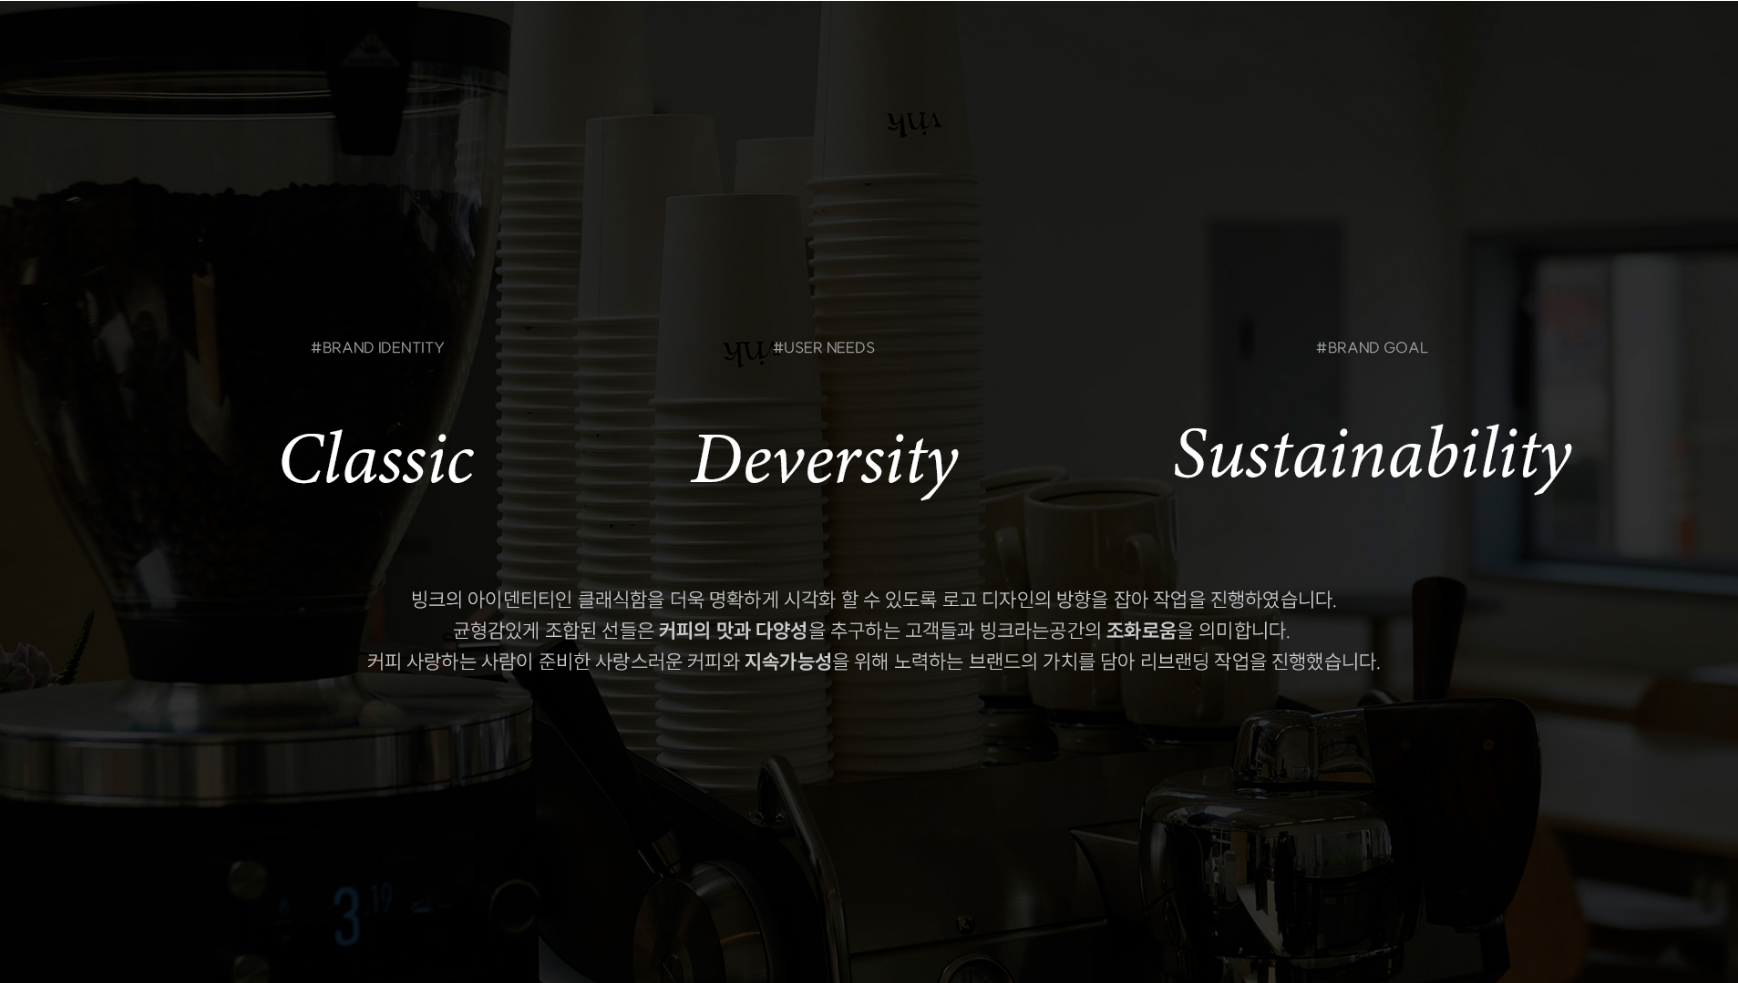 vink
#BRAND IDENTITY
vink
#USER NEEDS
#BRAND GOAL
Classic
Deversity
Sustainability
빙크의 아이덴티티인 클래식함을 더욱 명확하게 시각화 할 수 있도록 로고 디자인의 방향을 잡아 작업을 진행하였습니다.
균형감있게 조합된 선들은 커피의 맛과 다양성을 추구하는 고객들과 빙크라는공간의 조화로움을 의미합니다.
커피 사랑하는 사람이 준비한 사랑스러운 커피와 지속가능성을 위해 노력하는 브랜드의 가치를 담아 리브랜딩 작업을 진행했습니다.
3.19